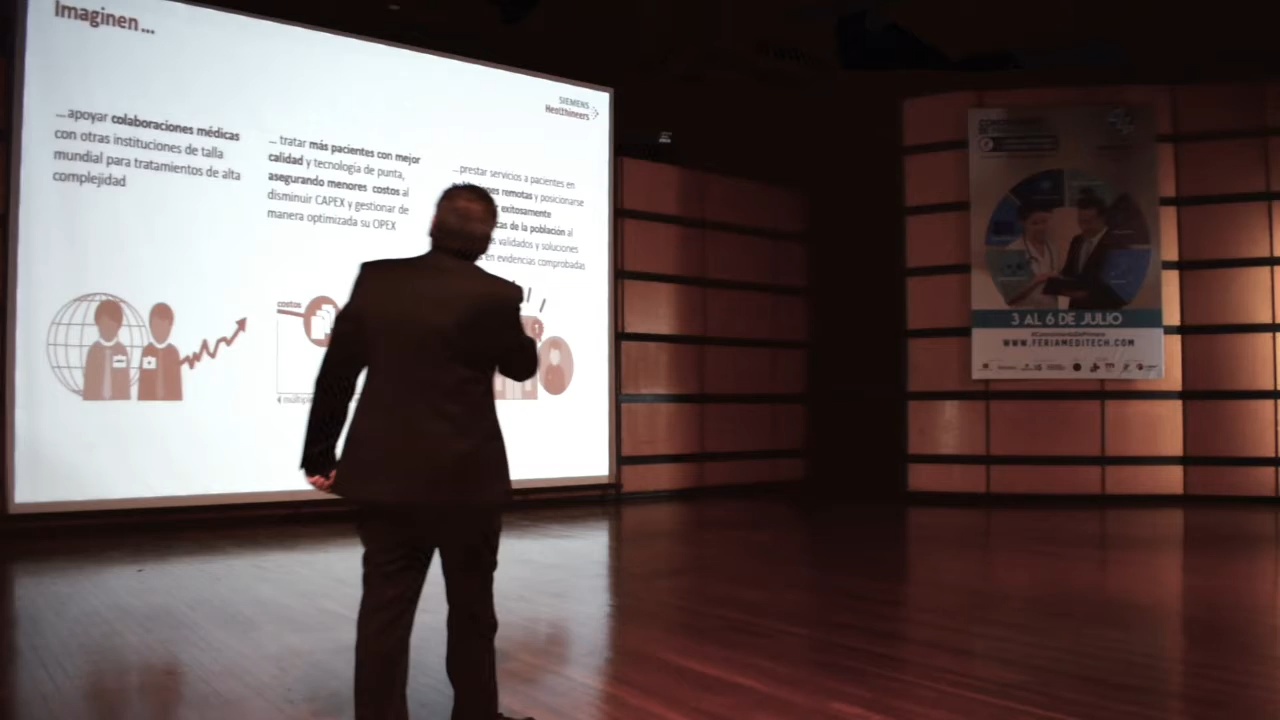 Imaginen...
SIEMENS
Healthineers
...apoyar colaboraciones médicas
con otras instituciones de talla
mundial para tratamientos de alta
complejidad
... tratar más pacientes con mejor
calidad y tecnología de punta,
asegurando menores costos al
disminuir CAPEX y gestionar de
manera optimizada su OPEX
...prestar servicios a pacientes en
remotas y posicionarse
exitosamente
de la población al
validados y soluciones
en evidencias comprobadas
costos
3 AL 6 DE JULIO
WWW.FERIAMEDITECH.COM